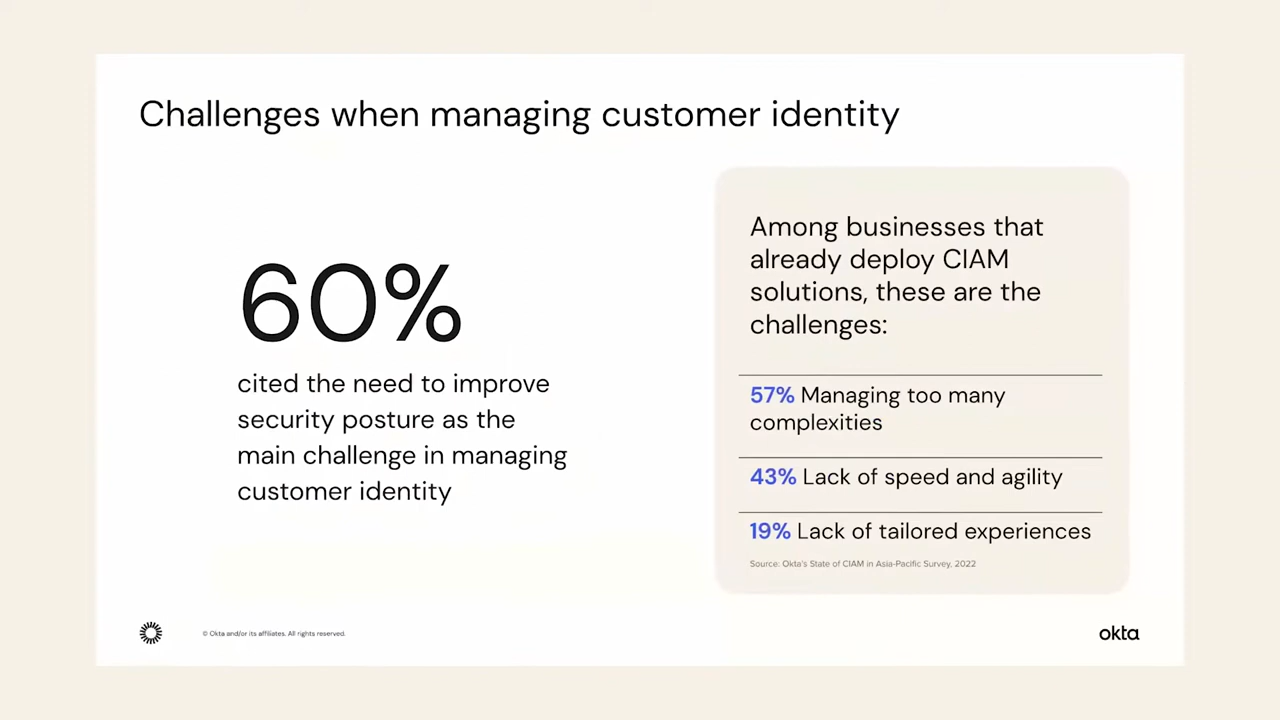 Challenges when managing customer identity
60%
cited the need to improve
security posture as the
main challenge in managing
customer identity
Among businesses that
already deploy CIAM
solutions, these are the
challenges:
57% Managing too many
complexities
43% Lack of speed and agility
19% Lack of tailored experiences
Source: Okta's State of CIAM in Asia-Pacific Survey, 2022
© Okta and/or its affiliates. All rights reserved.
okta